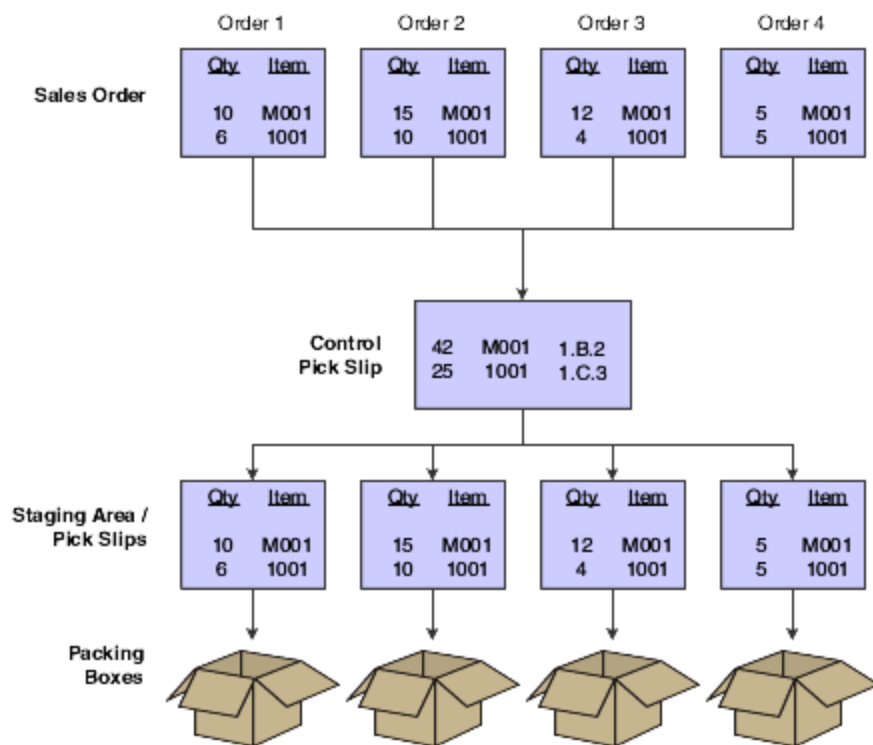 Order 1 Order 2 Order 3 Order 4
Sales Order
Qty Item Qty Item Qty Item Qty Item
10 M001 15 M001 12 M001 5 M001
6 1001 10 1001 4 1001 5 1001
Control
Pick Slip
42 M001 1.B.2
25 1001 1.C.3
Staging Area /
Pick Slips
Qty Item Qty Item Qty Item Qty Item
10 M001 15 M001 12 M001 5 M001
6 1001 10 1001 4 1001 5 1001
Packing
Boxes